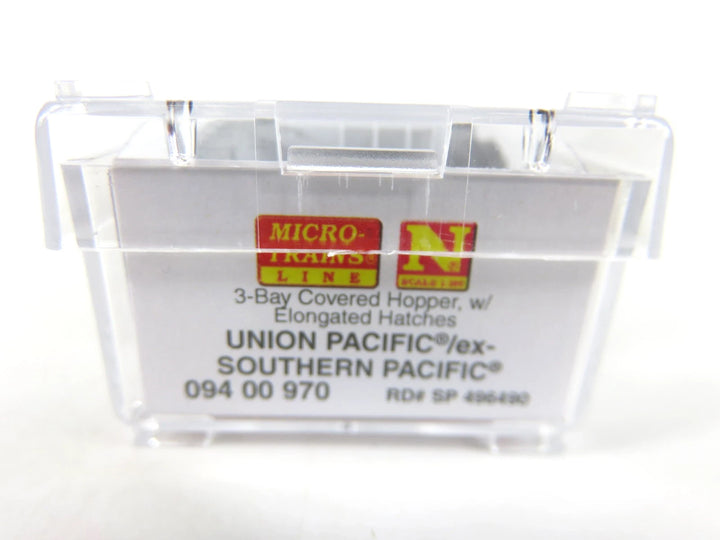 MICRO-
TRAINS®
LINE
N®
SCALE 1:160
3-Bay Covered Hopper, w/
Elongated Hatches
UNION PACIFIC®/ex-
SOUTHERN PACIFIC®
094 00 970 RD# SP 496490